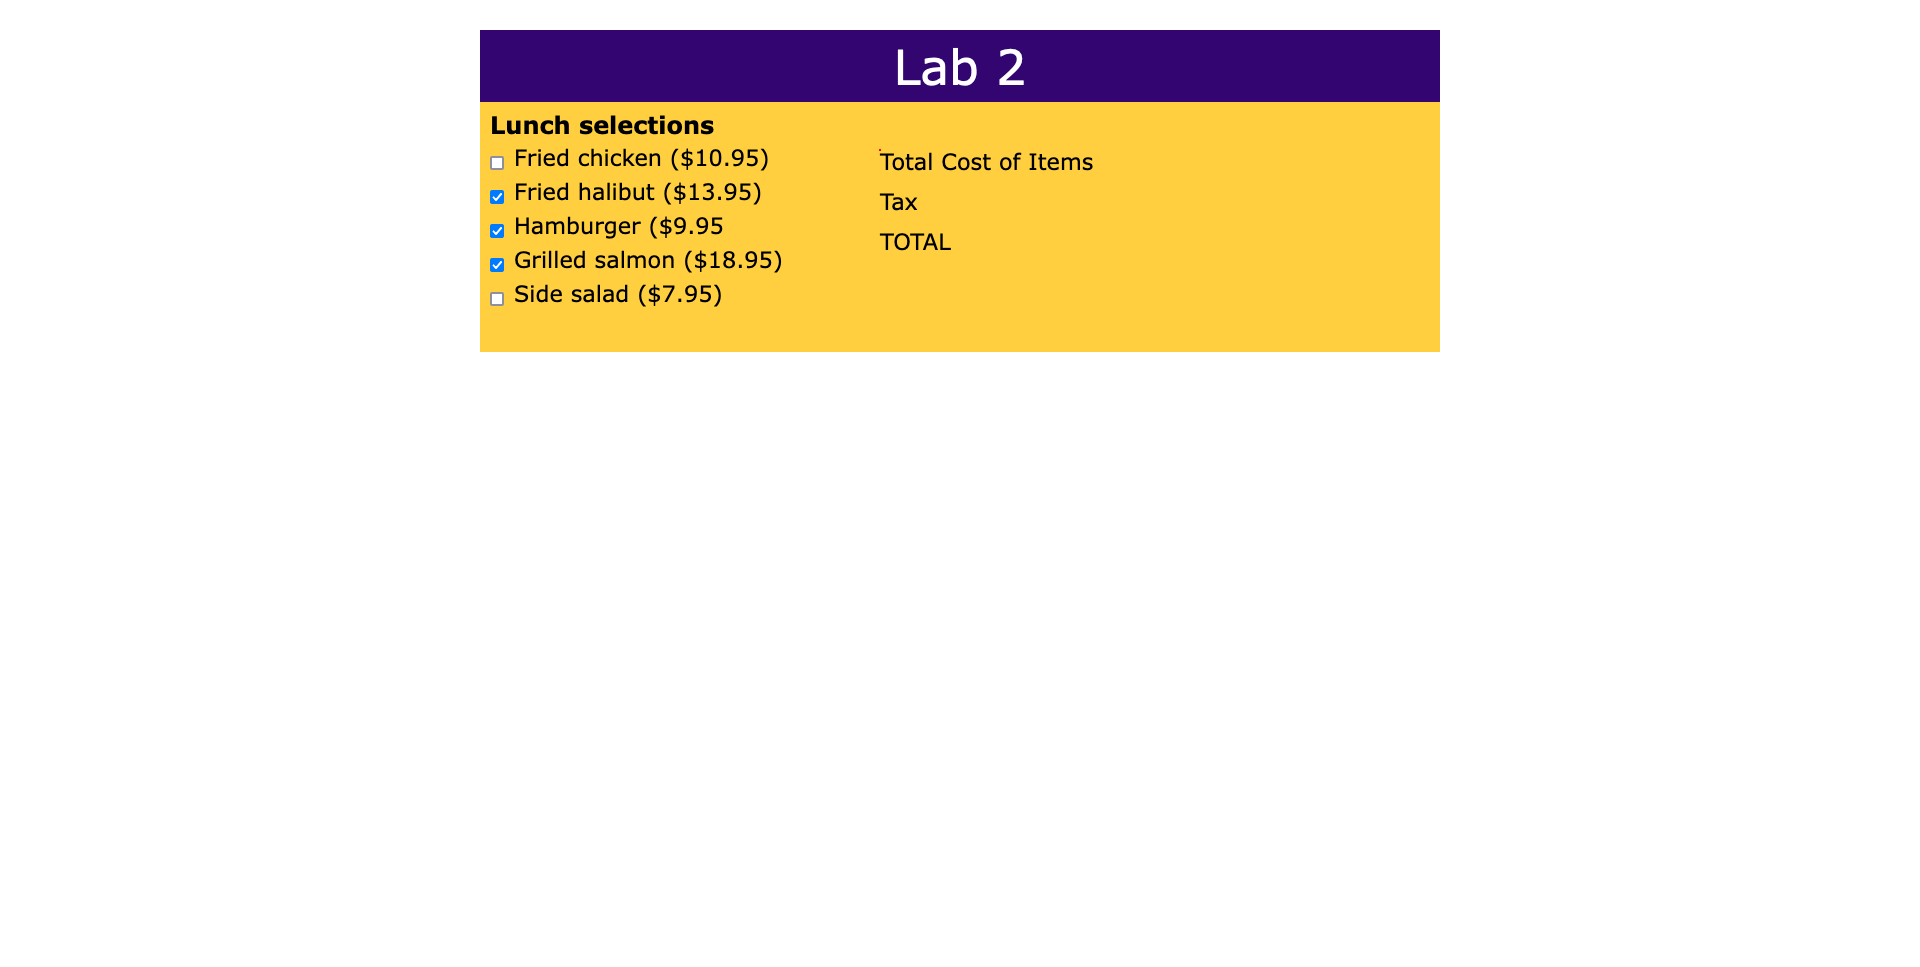 Lab 2
Lunch selections
Fried chicken ($10.95)
Fried halibut ($13.95)
Hamburger ($9.95
Grilled salmon ($18.95)
Side salad ($7.95)
Total Cost of Items
Tax
TOTAL